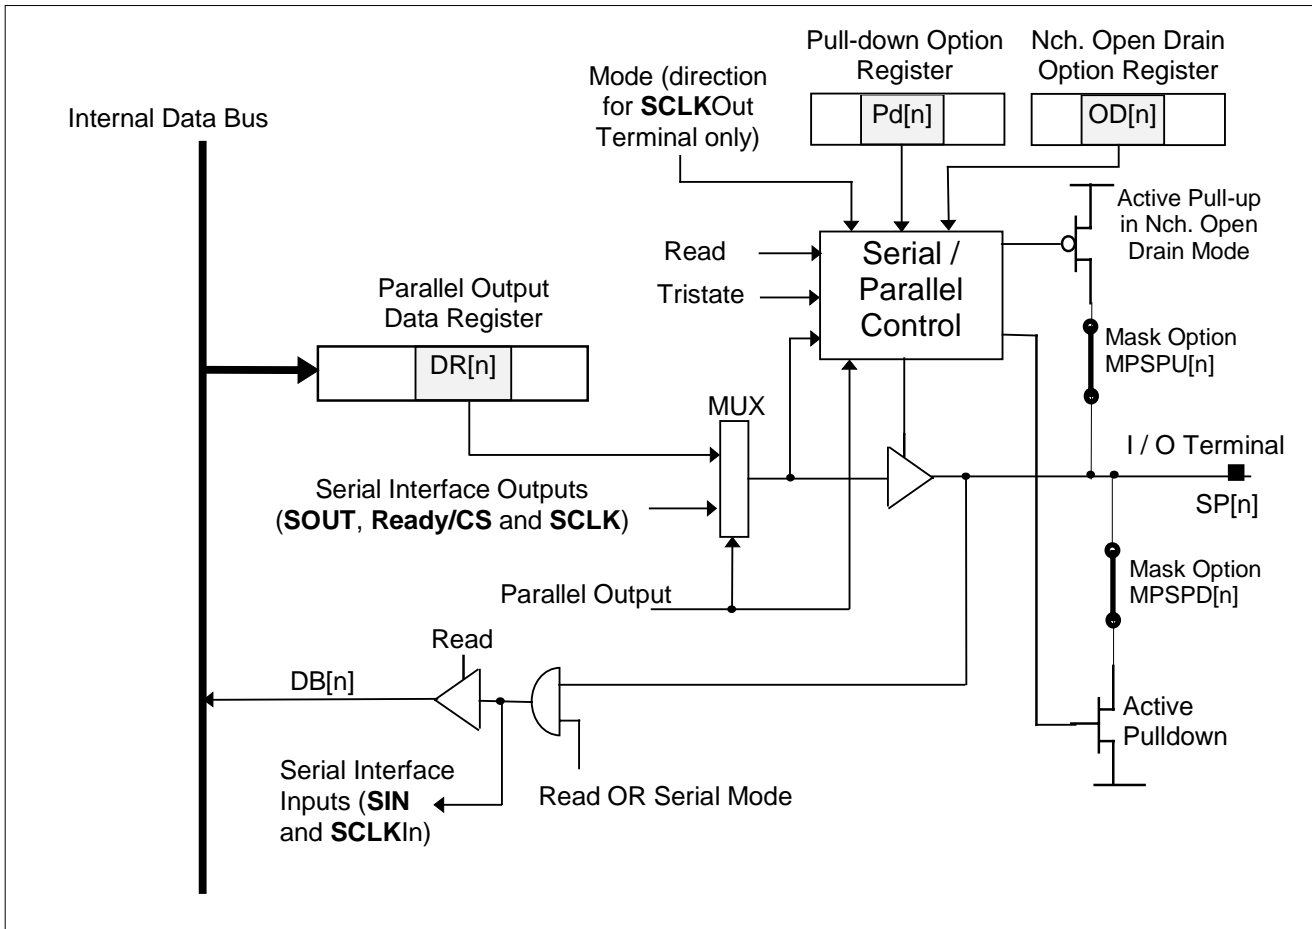 Pull-down Option
Register
Nch. Open Drain
Option Register
Mode (direction
for SCLKOut
Terminal only)
Pd[n]
OD[n]
Internal Data Bus
Active Pull-up
in Nch. Open
Drain Mode
Read
Tristate
Serial /
Parallel
Control
Parallel Output
Data Register
DR[n]
Mask Option
MPSPU[n]
MUX
I / O Terminal
SP[n]
Serial Interface Outputs
(SOUT, Ready/CS and SCLK)
Mask Option
MPSPD[n]
Parallel Output
Read
DB[n]
Active
Pulldown
Serial Interface
Inputs (SIN
and SCLKIn)
Read OR Serial Mode